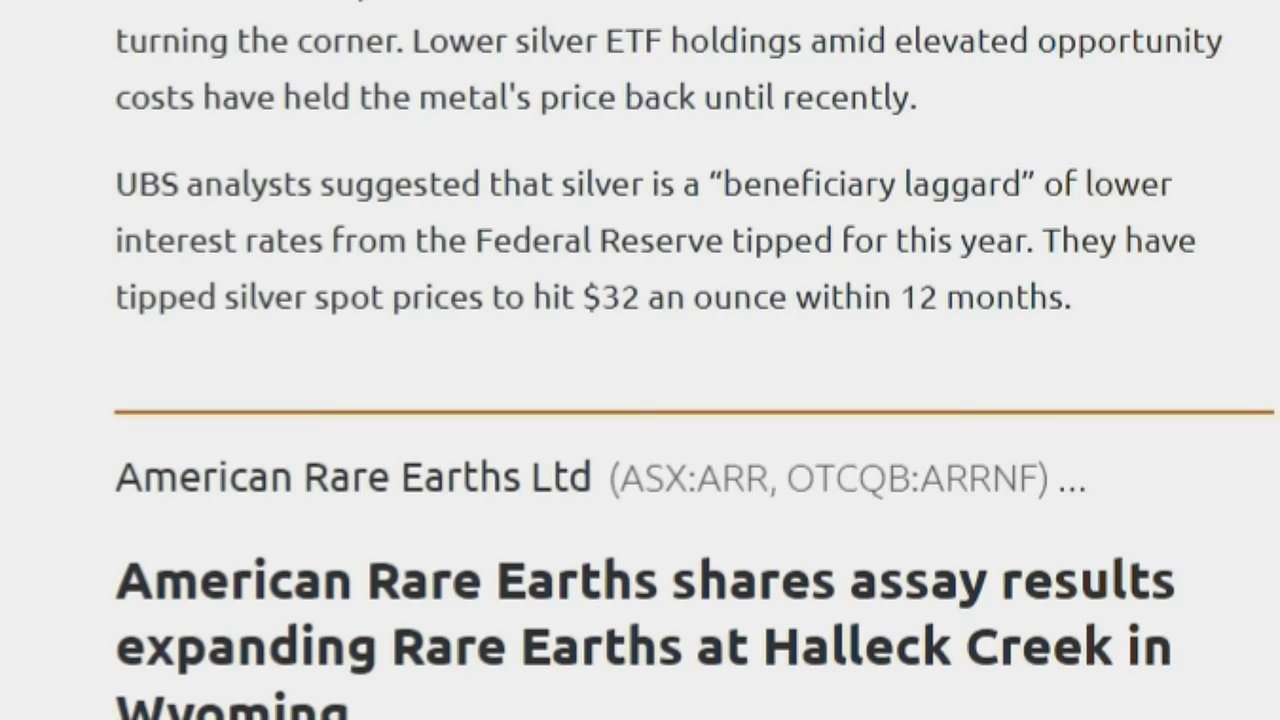 turning the corner. Lower silver ETF holdings amid elevated opportunity
costs have held the metal's price back until recently.
UBS analysts suggested that silver is a “beneficiary laggard” of lower
interest rates from the Federal Reserve tipped for this year. They have
tipped silver spot prices to hit $32 an ounce within 12 months.
American Rare Earths Ltd (ASX:ARR, OTCQB:ARRNF) ...
American Rare Earths shares assay results
expanding Rare Earths at Halleck Creek in
Wyoming